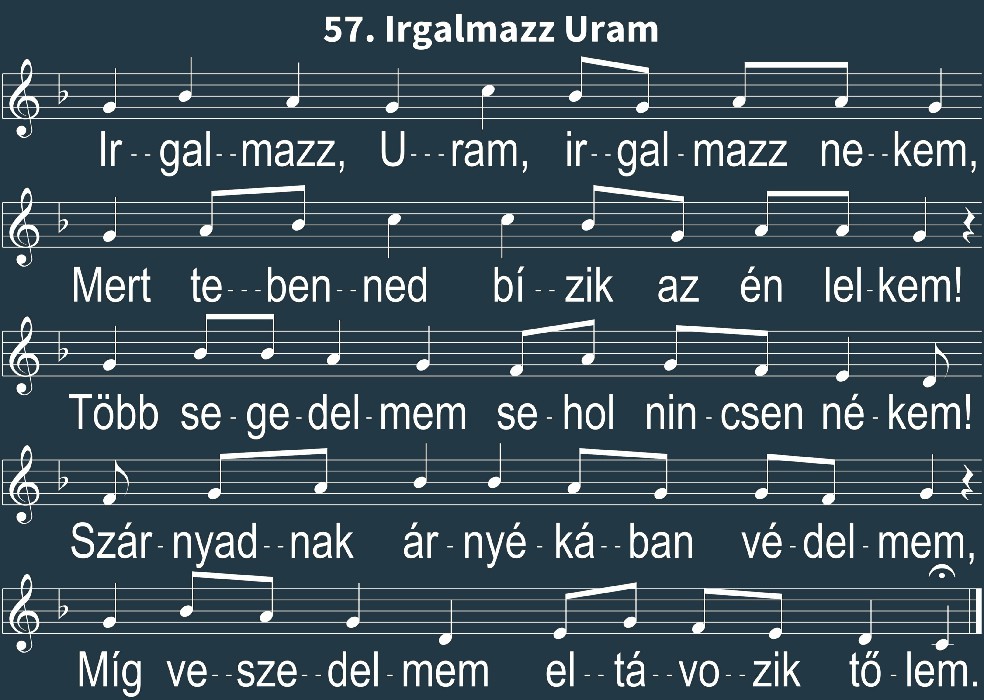 57. Irgalmazz Uram
Ir--gal--mazz, U---ram, ir--gal-mazz ne--kem,
Mert te---ben--ned bí--zik az én lel-kem!
Több se-ge-del-mem se-hol nin-csen né-kem!
Szár-nyad--nak ár-nyé-ká--ban vé-del-mem,
Míg ve--sze--del-mem el--tá--vo--zik tő-lem.